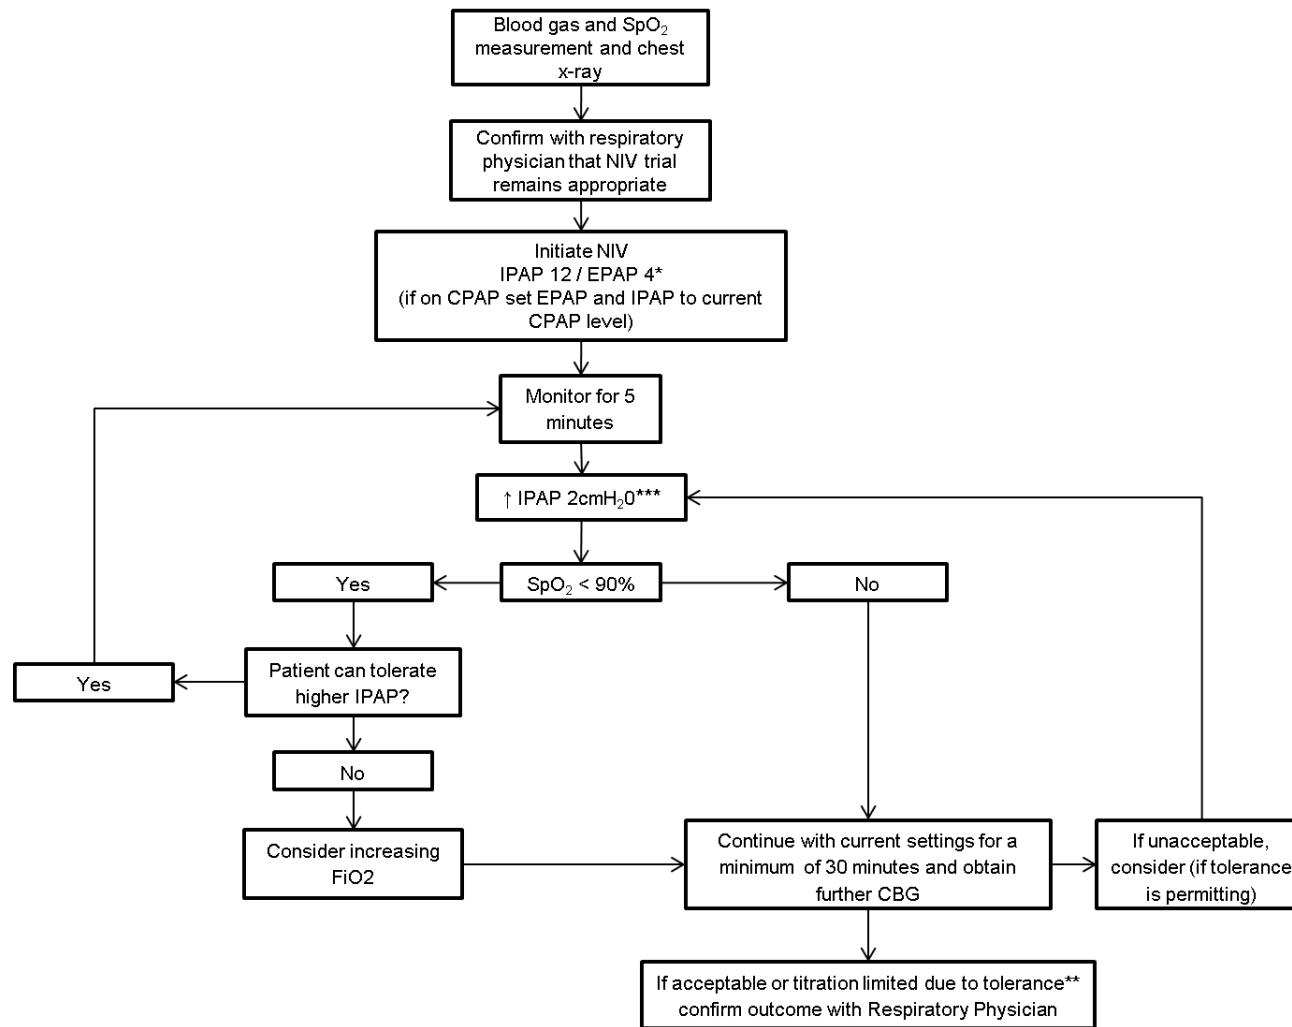 Blood gas and SpO₂
measurement and chest
x-ray
Confirm with respiratory
physician that NIV trial
remains appropriate
Initiate NIV
IPAP 12 / EPAP 4*
(if on CPAP set EPAP and IPAP to current
CPAP level)
Monitor for 5
minutes
↑ IPAP 2cmH₂0***
Yes
SpO₂ < 90%
No
Yes
Patient can tolerate
higher IPAP?
No
Consider increasing
FiO2
Continue with current settings for a
minimum of 30 minutes and obtain
further CBG
If unacceptable,
consider (if tolerance
is permitting)
If acceptable or titration limited due to tolerance**
confirm outcome with Respiratory Physician